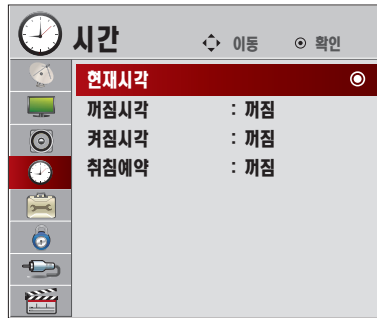 시간 이동 확인
현재시각
꺼짐시각 : 꺼짐
켜짐시각 : 꺼짐
취침예약 : 꺼짐